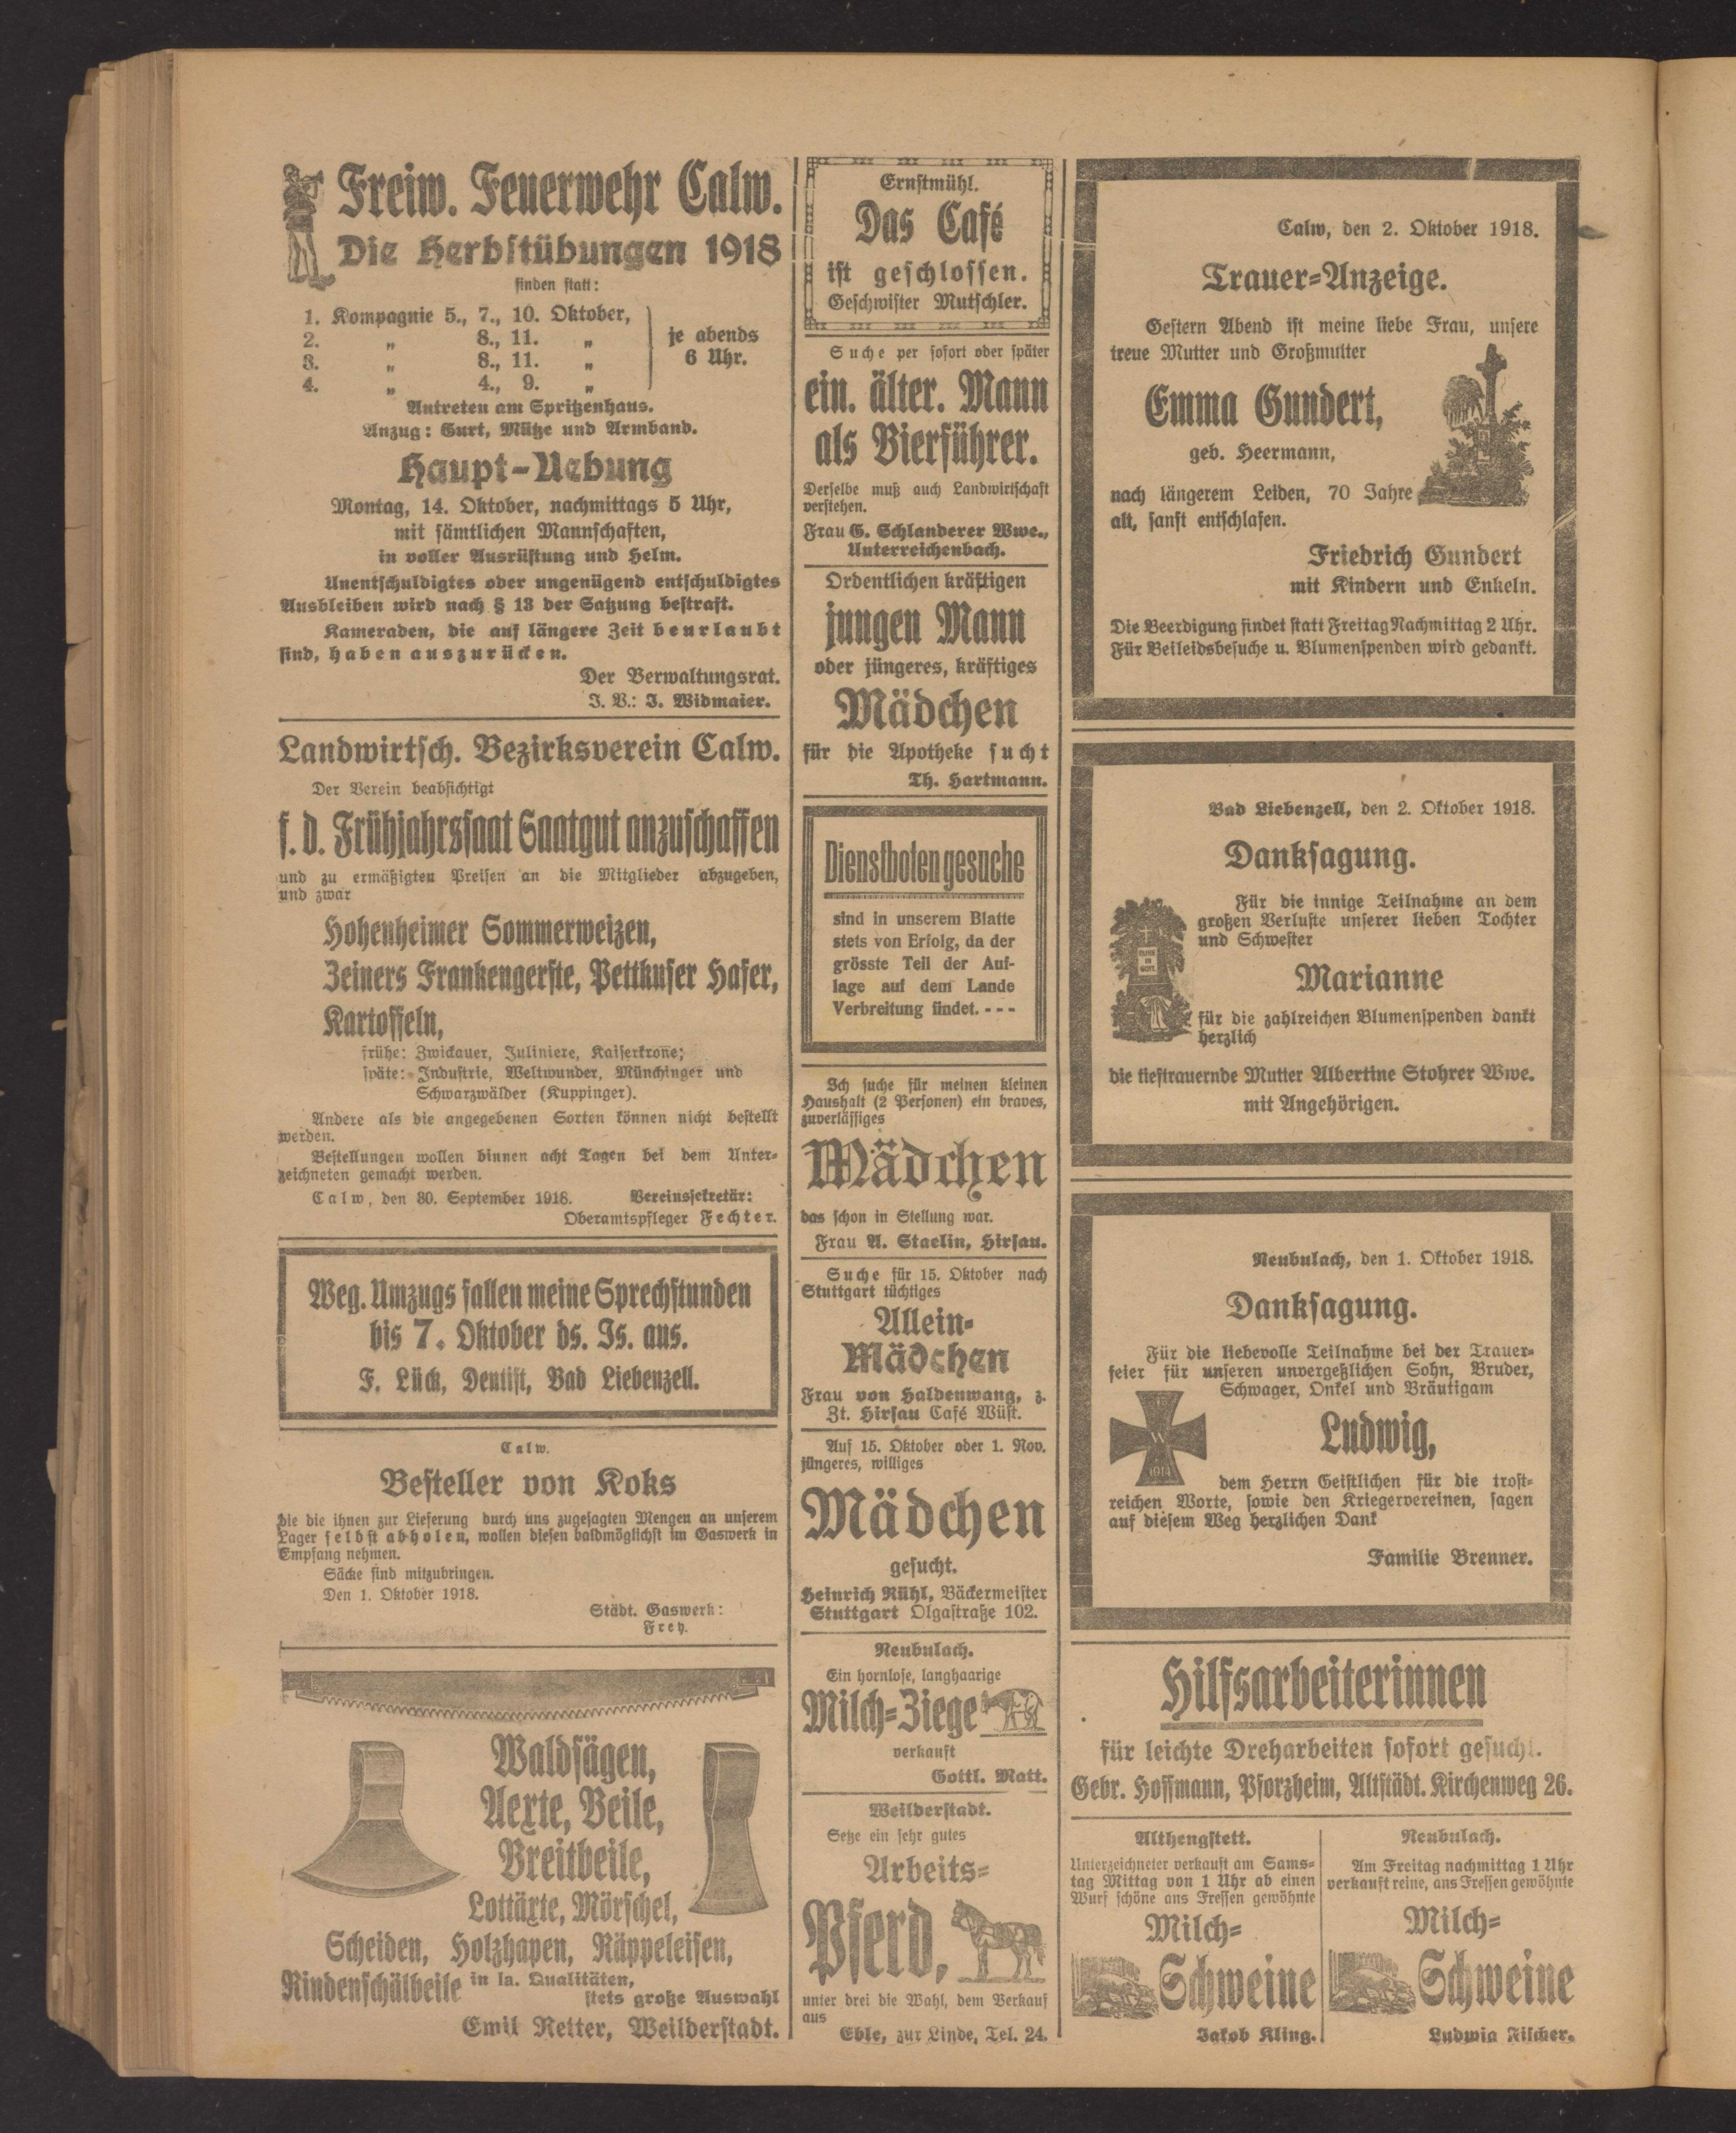 Freiw. Feuerwehr Calw.
Die Herbstübungen 1918
finden statt:
1. Kompagnie 5., 7., 10. Oktober,
2. „ 8., 11. „
3. „ 8., 11. „
4. „ 4., 9. „
je abends
6 Uhr.
Antreten am Spritzenhaus.
Anzug: Gurt, Mütze und Armband.
Haupt-Uebung
Montag, 14. Oktober, nachmittags 5 Uhr,
mit sämtlichen Mannschaften,
in voller Ausrüstung und Helm.
Unentschuldigtes oder ungenügend entschuldigtes
Ausbleiben wird nach § 13 der Satzung bestraft.
Kameraden, die auf längere Zeit beurlaubt
sind, haben auszurücken.
Der Verwaltungsrat.
J. V.: J. Widmaier.
Landwirtsch. Bezirksverein Calw.
Der Verein beabsichtigt
f. d. Frühjahrssaat Saatgut anzuschaffen
und zu ermäßigten Preisen an die Mitglieder abzugeben,
und zwar
Hohenheimer Sommerweizen,
Zeiners Frankengerste, Pettkuser Hafer,
Kartoffeln,
frühe: Zwickauer, Juliniere, Kaiserkrone;
späte: Industrie, Weltwunder, Münchinger und
Schwarzwälder (Kuppinger).
Andere als die angegebenen Sorten können nicht bestellt
werden.
Bestellungen wollen binnen acht Tagen bei dem Unter-
zeichneten gemacht werden.
Calw, den 30. September 1918. Vereinssekretär:
Oberamtspfleger Fechter.
Weg. Umzugs fallen meine Sprechstunden
bis 7. Oktober ds. Js. aus.
F. Lück, Dentist, Bad Liebenzell.
Calw.
Besteller von Koks
die die ihnen zur Lieferung durch uns zugesagten Mengen an unserem
Lager selbst abholen, wollen diesen baldmöglichst im Gaswerk in
Empfang nehmen.
Säcke sind mitzubringen.
Den 1. Oktober 1918.
Städt. Gaswerk:
Frey.
Waldsägen,
Aexte, Beile,
Breitbeile,
Lottäxte, Mörschel,
Scheiden, Holzhapen, Räppeleisen,
Rindenschälbeile in la. Qualitäten,
stets große Auswahl
Emil Reiter, Weilderstadt.
Ernstmühl.
Das Café
ist geschlossen.
Geschwister Mutschler.
Suche per sofort oder später
ein. älter. Mann
als Bierführer.
Derselbe muß auch Landwirtschaft
verstehen.
Frau G. Schlanderer Wwe.,
Unterreichenbach.
Ordentlichen kräftigen
jungen Mann
oder jüngeres, kräftiges
Mädchen
für die Apotheke sucht
Th. Hartmann.
Dienstbotengesuche
sind in unserem Blatte
stets von Erfolg, da der
grösste Teil der Auf-
lage auf dem Lande
Verbreitung findet. - - -
Ich suche für meinen kleinen
Haushalt (2 Personen) ein braves,
zuverlässiges
Mädchen
das schon in Stellung war.
Frau A. Staelin, Hirsau.
Suche für 15. Oktober nach
Stuttgart tüchtiges
Allein-
Mädchen
Frau von Haldenwang, z.
Zt. Hirsau Café Wüst.
Auf 15. Oktober oder 1. Nov.
jüngeres, williges
Mädchen
gesucht.
Heinrich Rühl, Bäckermeister
Stuttgart Olgastraße 102.
Neubulach.
Ein hornlose, langhaarige
Milch-Ziege
verkauft
Gottl. Matt.
Weilderstadt.
Setze ein sehr gutes
Arbeits-
Pferd,
unter drei die Wahl, dem Verkauf
aus
Eble, zur Linde, Tel. 24.
Calw, den 2. Oktober 1918.
Trauer-Anzeige.
Gestern Abend ist meine liebe Frau, unsere
treue Mutter und Großmutter
Emma Gundert,
geb. Heermann,
nach längerem Leiden, 70 Jahre
alt, sanft entschlafen.
Friedrich Gundert
mit Kindern und Enkeln.
Die Beerdigung findet statt Freitag Nachmittag 2 Uhr.
Für Beileidsbesuche u. Blumenspenden wird gedankt.
Bad Liebenzell, den 2. Oktober 1918.
Danksagung.
Für die innige Teilnahme an dem
großen Verluste unserer lieben Tochter
und Schwester
RUHE
IN
GOTT.
Marianne
für die zahlreichen Blumenspenden dankt
herzlich
die tieftrauernde Mutter Albertine Stohrer Wwe.
mit Angehörigen.
Neubulach, den 1. Oktober 1918.
Danksagung.
Für die liebevolle Teilnahme bei der Trauer-
feier für unseren unvergeßlichen Sohn, Bruder,
Schwager, Onkel und Bräutigam
W
1914
Ludwig,
dem Herrn Geistlichen für die trost-
reichen Worte, sowie den Kriegervereinen, sagen
auf diesem Weg herzlichen Dank
Familie Brenner.
Hilfsarbeiterinnen
für leichte Dreharbeiten sofort gesucht.
Gebr. Hoffmann, Pforzheim, Altstädt. Kirchenweg 26.
Althengstett.
Unterzeichneter verkauft am Sams-
tag Mittag von 1 Uhr ab einen
Wurf schöne ans Fressen gewöhnte
Milch-
Schweine
Jakob Kling.
Neubulach.
Am Freitag nachmittag 1 Uhr
verkauft reine, ans Fressen gewöhnte
Milch-
Schweine
Ludwig Filcher.